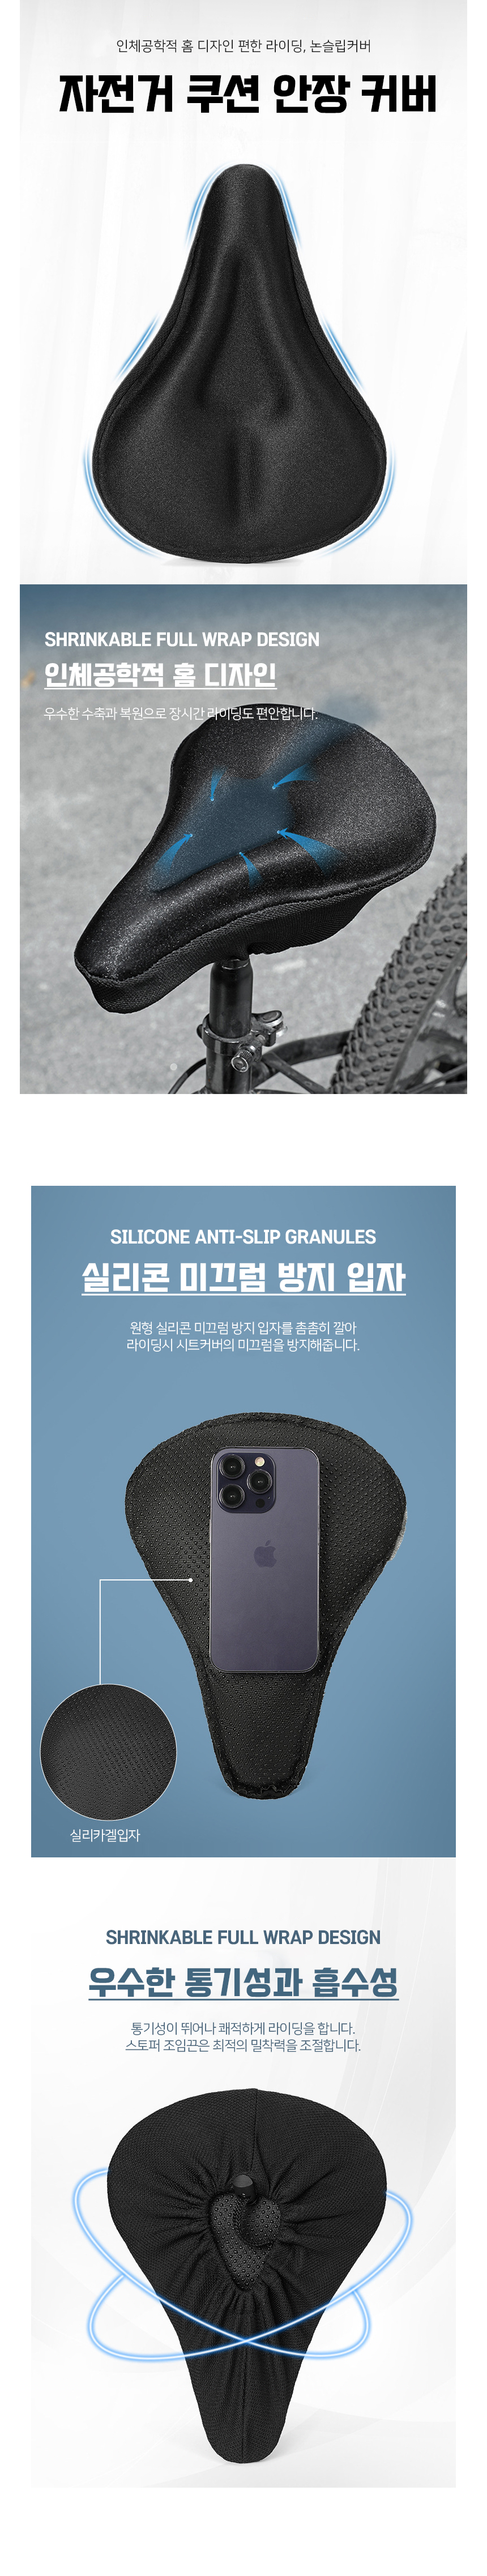 인체공학적 홈 디자인 편한 라이딩, 논슬립커버
자전거 쿠션 안장 커버
SHRINKABLE FULL WRAP DESIGN
인체공학적 홈 디자인
우수한 수축과 복원으로 장시간 라이딩도 편안합니다.
SILICONE ANTI-SLIP GRANULES
실리콘 미끄럼 방지 입자
원형 실리콘 미끄럼 방지 입자를 촘촘히 깔아
라이딩시 시트커버의 미끄럼을 방지해줍니다.
실리카겔입자
SHRINKABLE FULL WRAP DESIGN
우수한 통기성과 흡수성
통기성이 뛰어나 쾌적하게 라이딩을 합니다.
스토퍼 조임끈은 최적의 밀착력을 조절합니다.